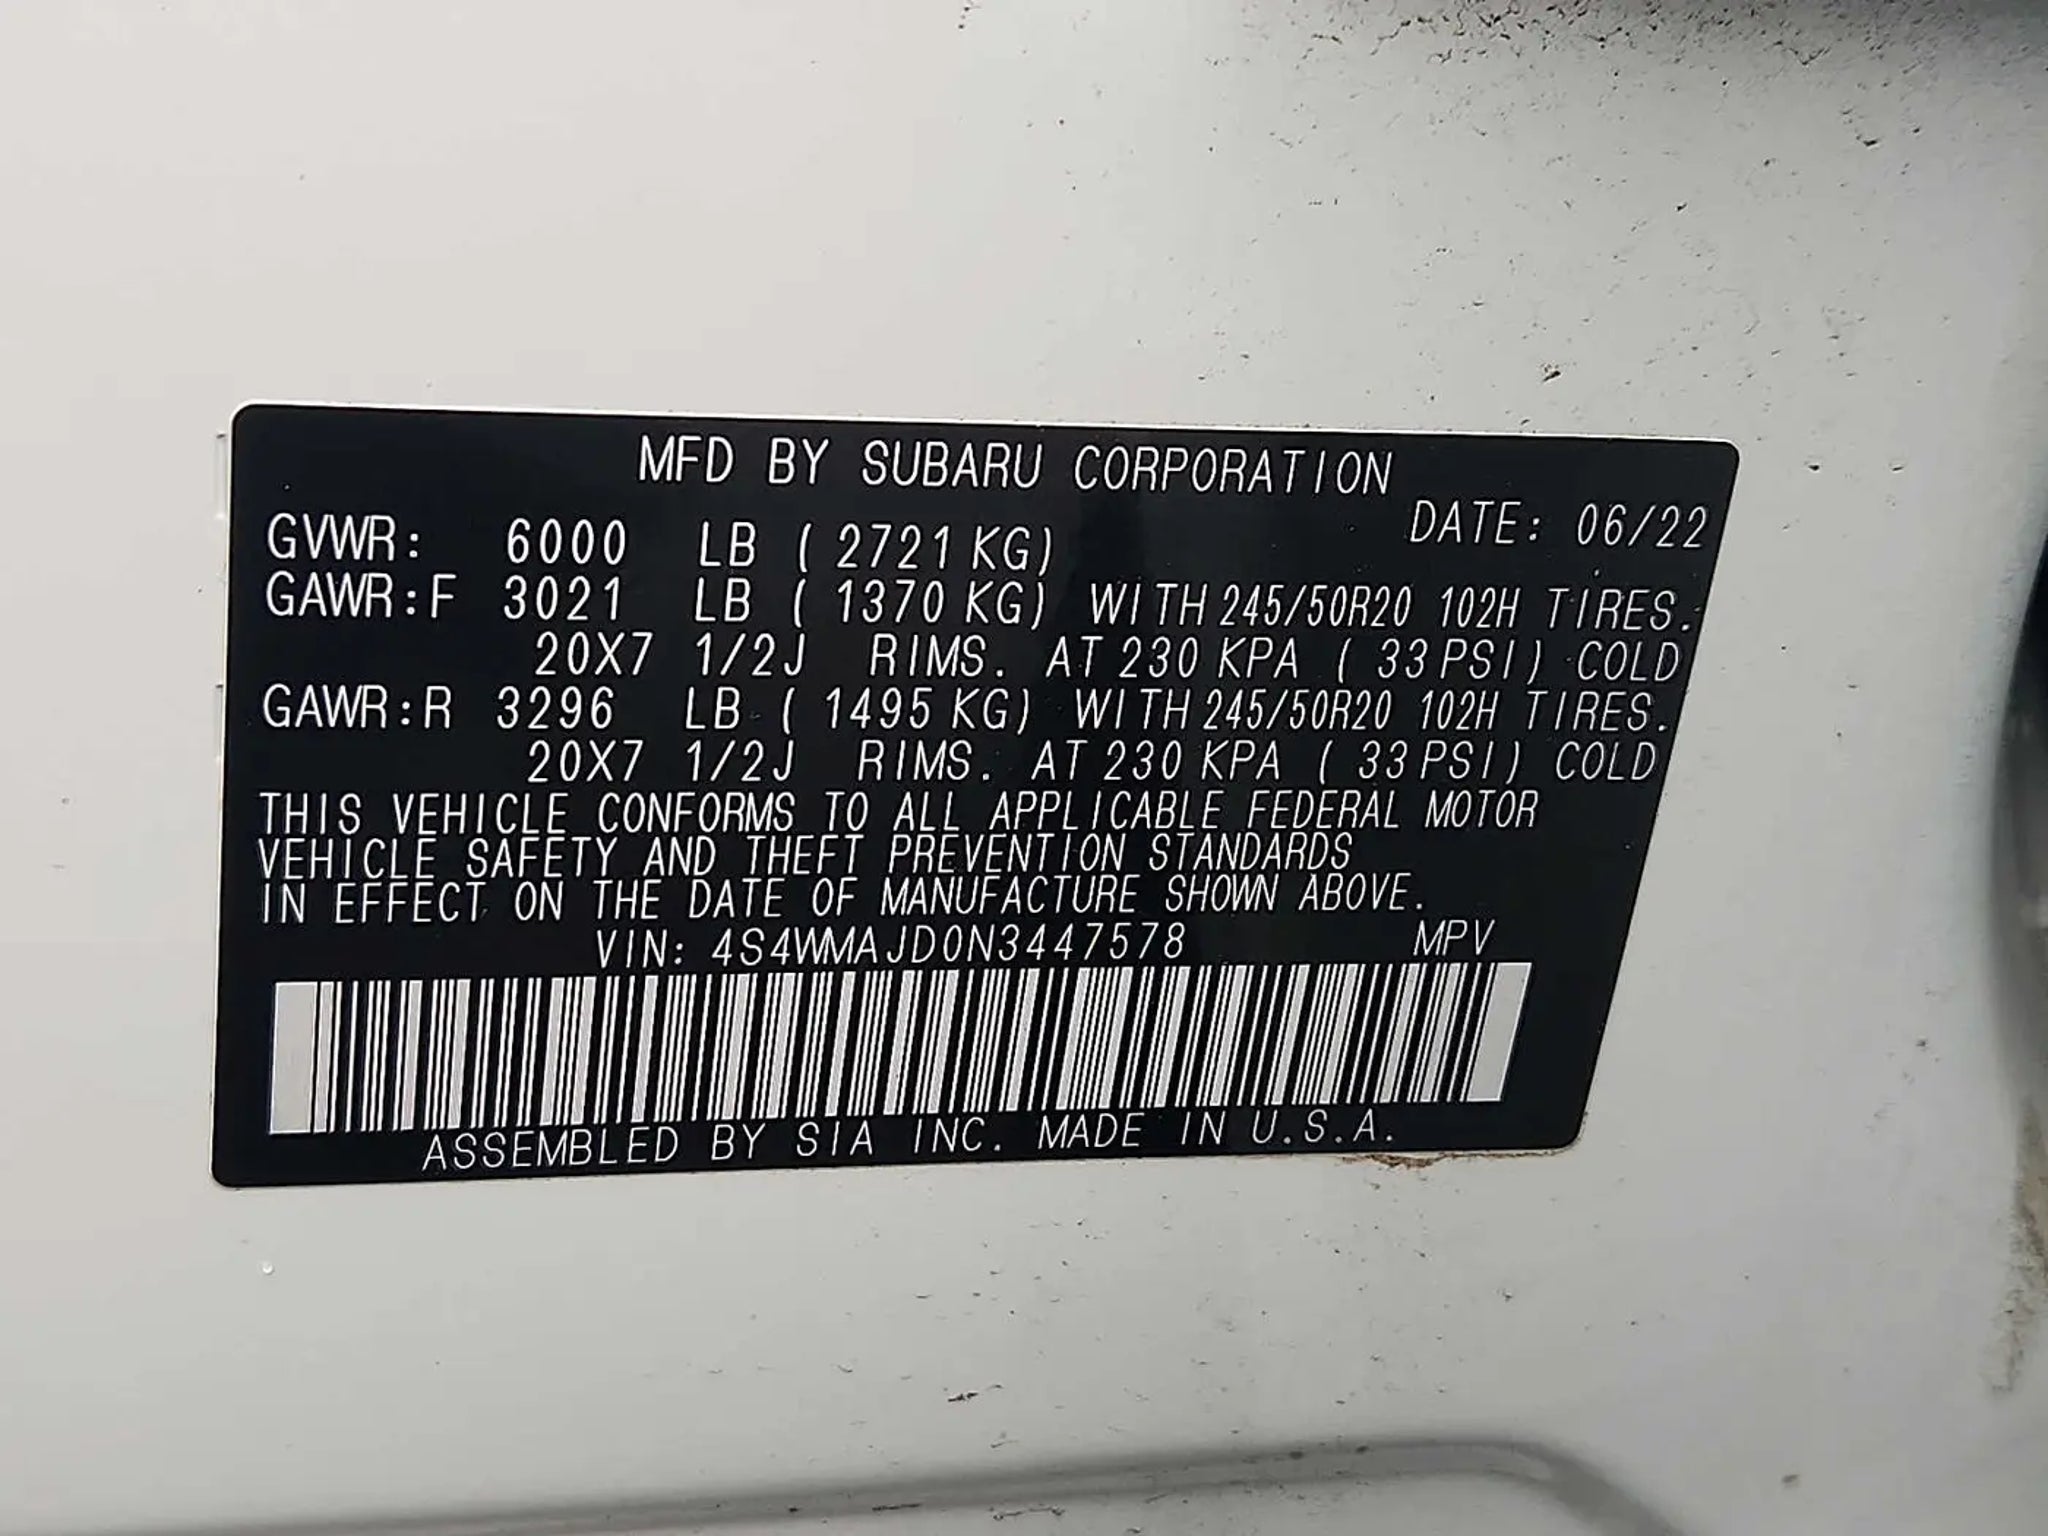 MFD BY SUBARU CORPORATION
DATE: 06/22
GVWR: 6000 LB ( 2721 KG)
GAWR:F 3021 LB ( 1370 KG) WITH 245/50R20 102H TIRES.
20X7 1/2J RIMS. AT 230 KPA ( 33 PSI) COLD
GAWR:R 3296 LB ( 1495 KG) WITH 245/50R20 102H TIRES.
20X7 1/2J RIMS. AT 230 KPA ( 33 PSI) COLD
THIS VEHICLE CONFORMS TO ALL APPLICABLE FEDERAL MOTOR
VEHICLE SAFETY AND THEFT PREVENTION STANDARDS
IN EFFECT ON THE DATE OF MANUFACTURE SHOWN ABOVE.
VIN: 4S4WMAJD0N3447578 MPV
ASSEMBLED BY SIA INC. MADE IN U.S.A.